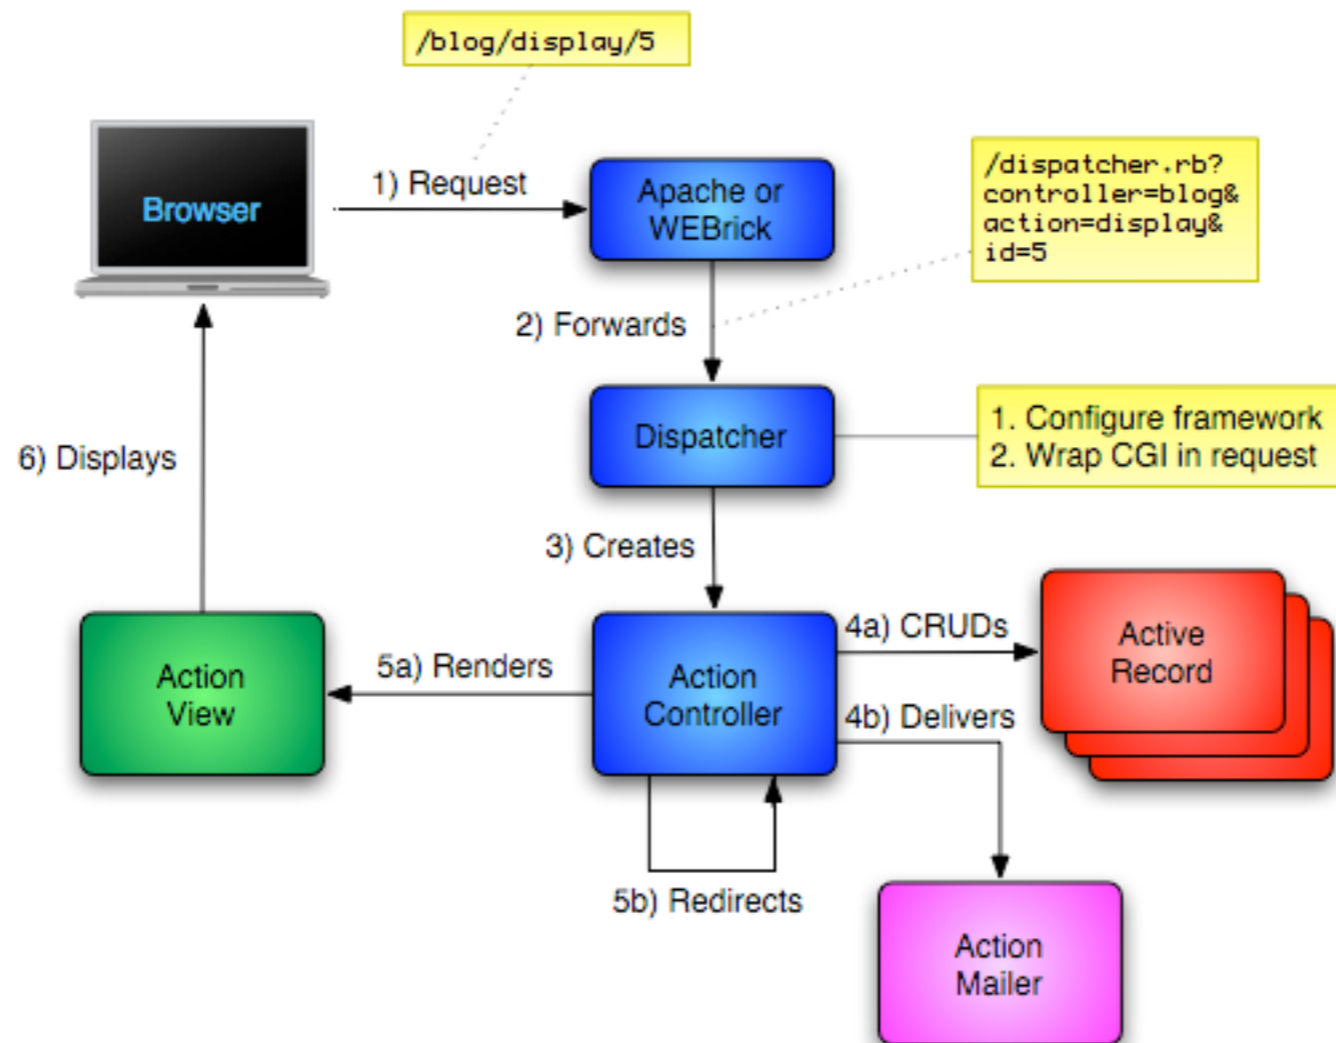 /blog/display/5
Browser
1) Request
Apache or
WEBrick
/dispatcher.rb?
controller=blog&
action=display&
id=5
2) Forwards
Dispatcher
1. Configure framework
2. Wrap CGI in request
6) Displays
3) Creates
Action
View
5a) Renders
Action
Controller
4a) CRUDs
Active
Record
4b) Delivers
5b) Redirects
Action
Mailer